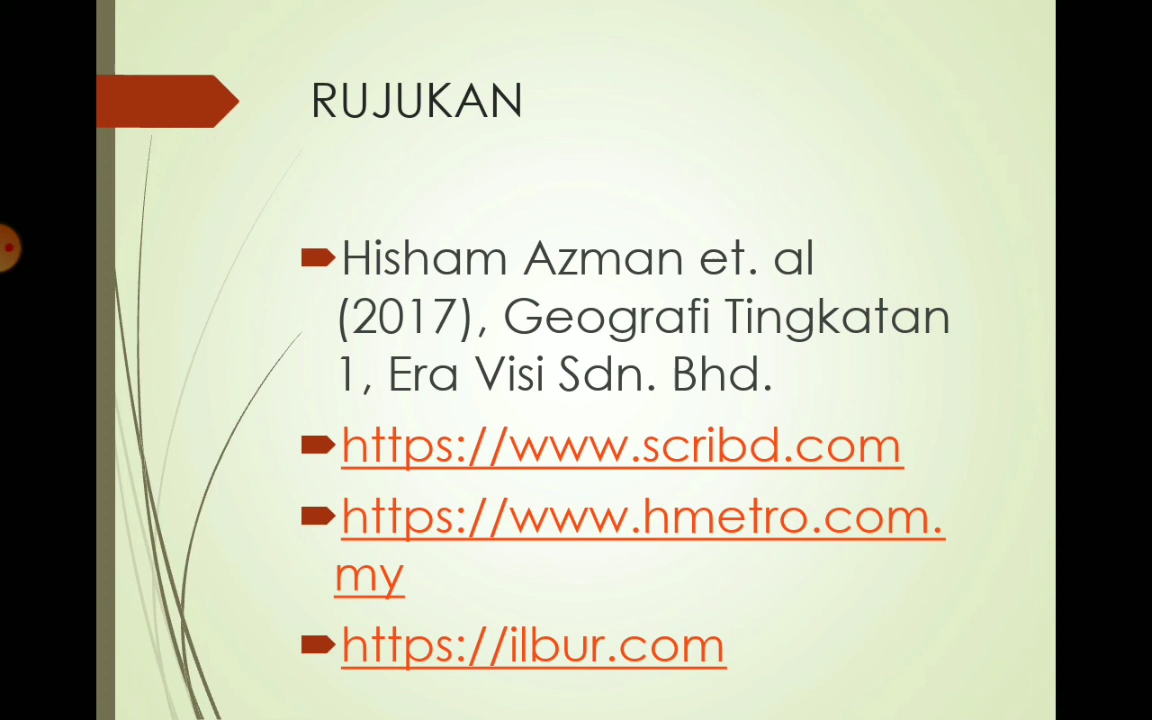 RUJUKAN
Hisham Azman et. al
(2017), Geografi Tingkatan
1, Era Visi Sdn. Bhd.
https://www.scribd.com
https://www.hmetro.com.
my
https://ilbur.com